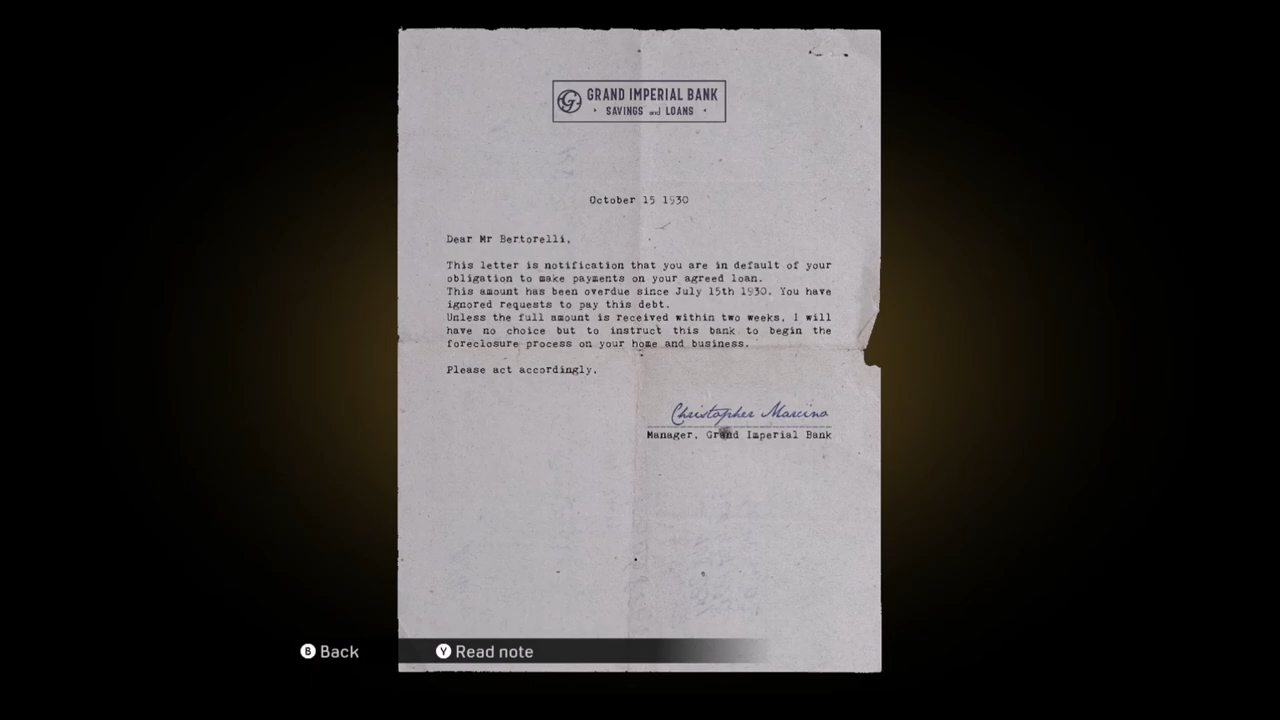 GRAND IMPERIAL BANK
· SAVINGS and LOANS ·
October 15 1930
Dear Mr Bertorelli,
This letter is notification that you are in default of your
obligation to make payments on your agreed loan.
This amount has been overdue since July 15th 1930. You have
ignored requests to pay this debt.
Unless the full amount is received within two weeks, I will
have no choice but to instruct this bank to begin the
foreclosure process on your home and business.
Please act accordingly.
Christopher Marcino
Manager, Grand Imperial Bank
B Back
Y Read note